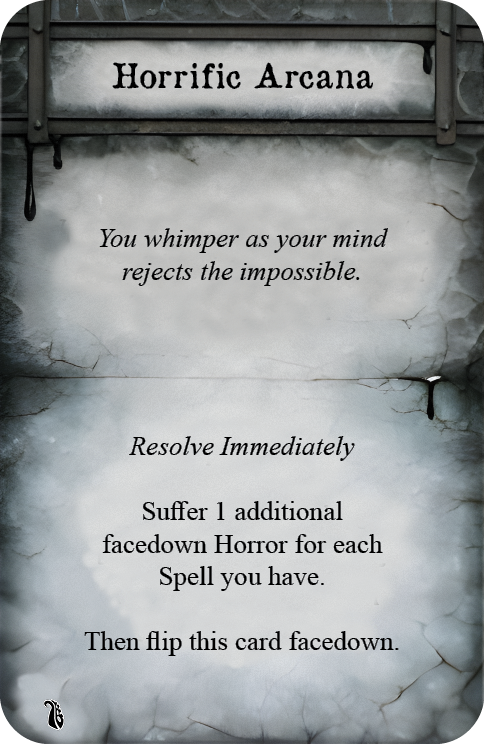 Horrific Arcana
You whimper as your mind
rejects the impossible.
Resolve Immediately
Suffer 1 additional
facedown Horror for each
Spell you have.
Then flip this card facedown.